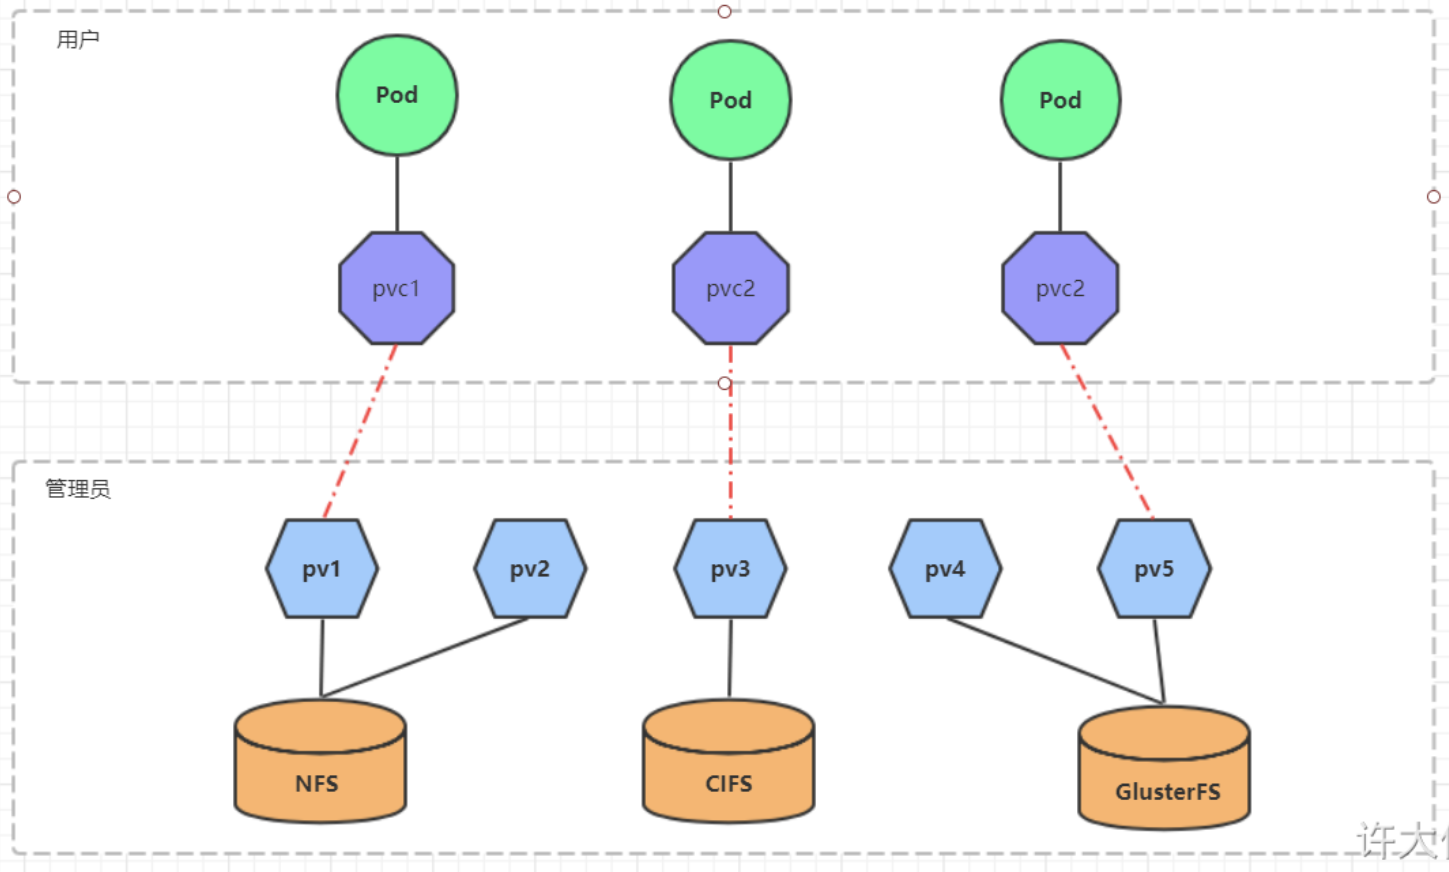 用户
Pod
Pod
Pod
pvc1
pvc2
pvc2
管理员
pv1
pv2
pv3
pv4
pv5
NFS
CIFS
GlusterFS
许大